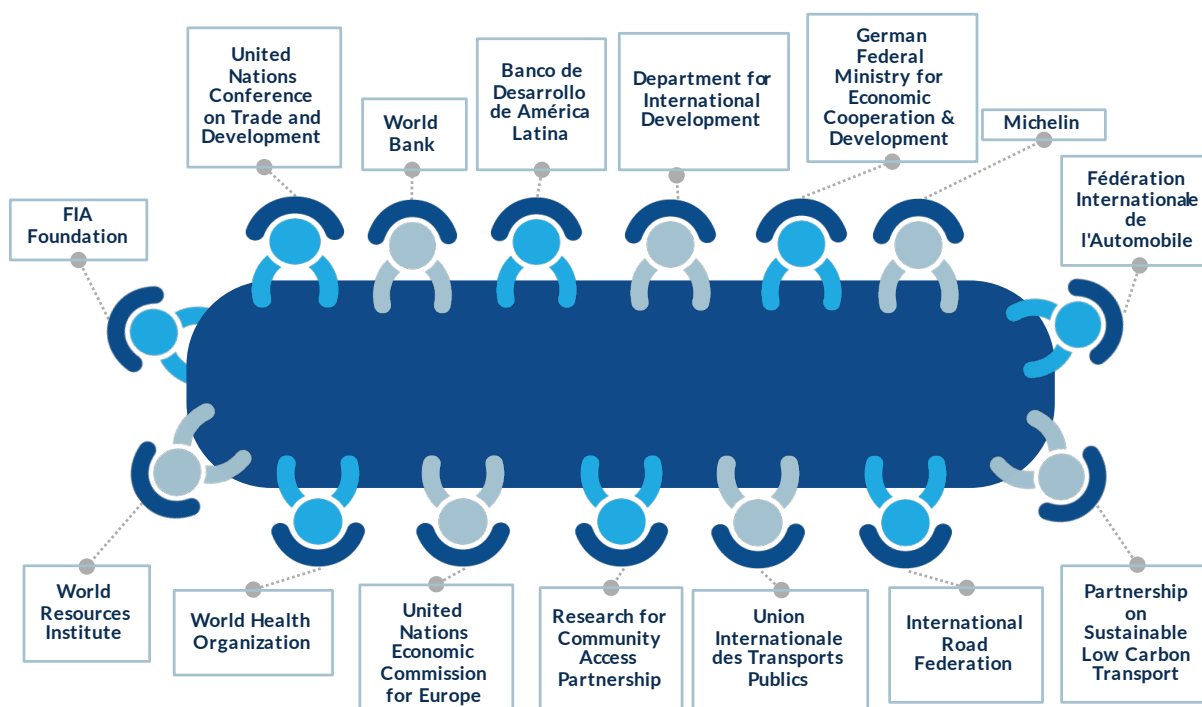 United
Nations
Conference
on Trade and
Development
World
Bank
Banco de
Desarrollo
de América
Latina
Department for
International
Development
German
Federal
Ministry for
Economic
Cooperation &
Development
Michelin
Fédération
Internationale
de
l'Automobile
FIA
Foundation
World
Resources
Institute
World Health
Organization
United
Nations
Economic
Commission
for Europe
Research for
Community
Access
Partnership
Union
Internationale
des Transports
Publics
International
Road
Federation
Partnership
on
Sustainable
Low Carbon
Transport